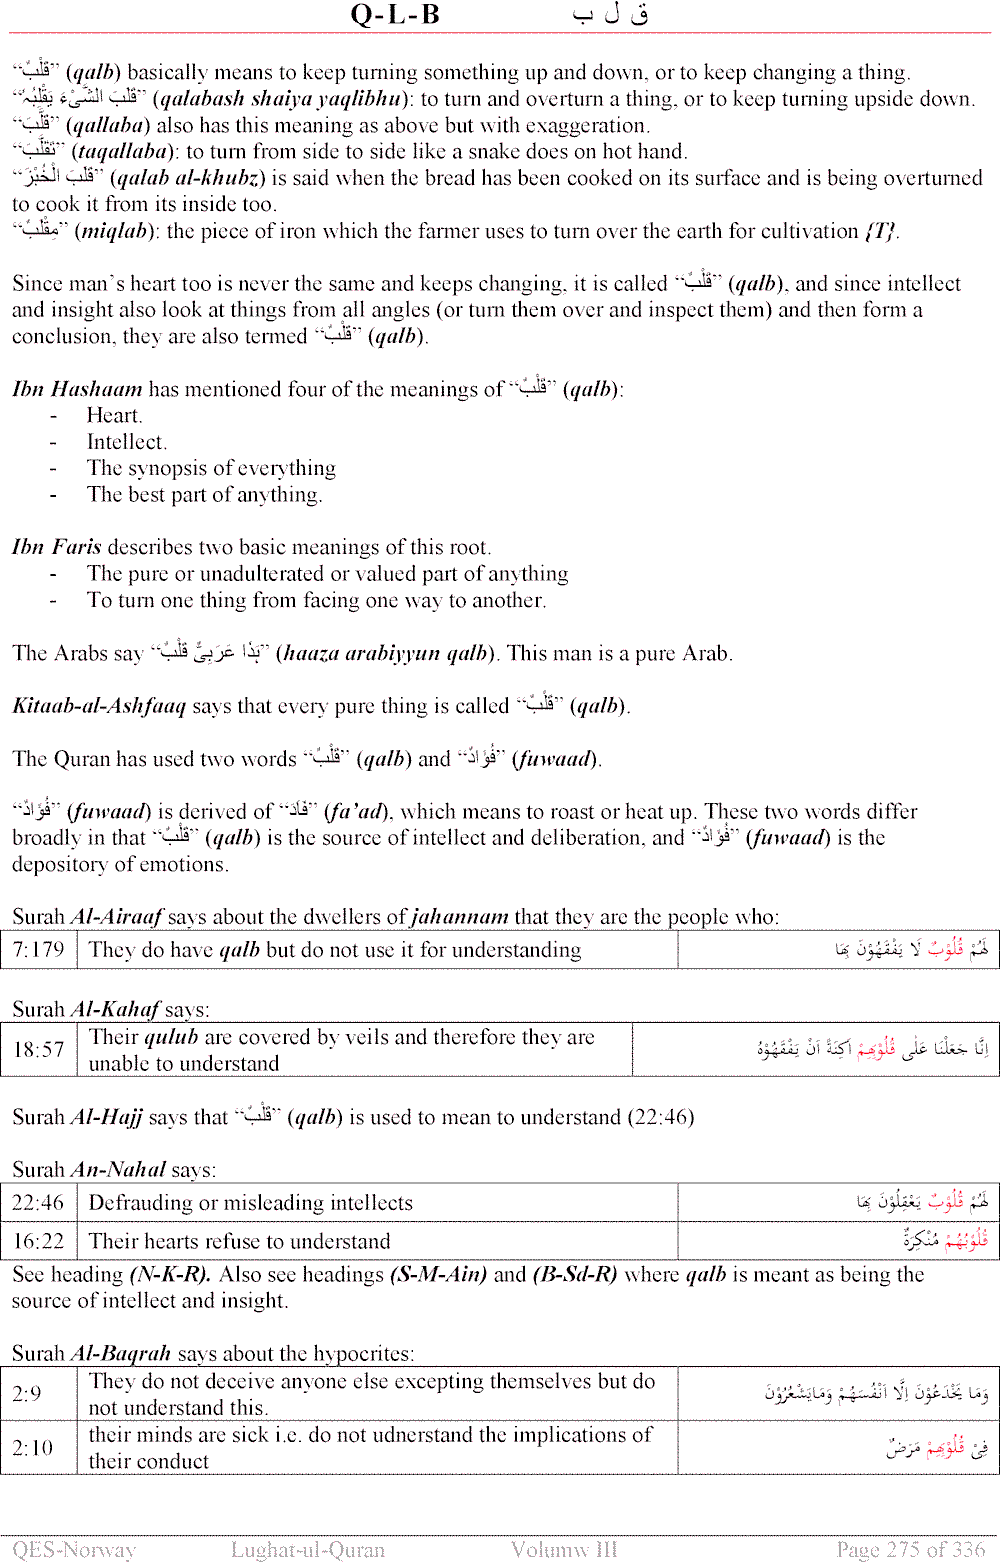 Q-L-B ق ل ب
“قَلْبٌ” (qalb) basically means to keep turning something up and down, or to keep changing a thing.
“قَلَبَ الشَّیْءَ یَقْلِبُہٗ” (qalabash shaiya yaqlibhu): to turn and overturn a thing, or to keep turning upside down.
“قَلَّبَ” (qallaba) also has this meaning as above but with exaggeration.
“تَقَلَّبَ” (taqallaba): to turn from side to side like a snake does on hot hand.
“قَلَبَ الْخُبْزَ” (qalab al-khubz) is said when the bread has been cooked on its surface and is being overturned
to cook it from its inside too.
“مِقْلَبٌ” (miqlab): the piece of iron which the farmer uses to turn over the earth for cultivation {T}.
Since man’s heart too is never the same and keeps changing, it is called “قَلْبٌ” (qalb), and since intellect
and insight also look at things from all angles (or turn them over and inspect them) and then form a
conclusion, they are also termed “قَلْبٌ” (qalb).
Ibn Hashaam has mentioned four of the meanings of “قَلْبٌ” (qalb):
- Heart.
- Intellect.
- The synopsis of everything
- The best part of anything.
Ibn Faris describes two basic meanings of this root.
- The pure or unadulterated or valued part of anything
- To turn one thing from facing one way to another.
The Arabs say “ہٰذَا عَرَبِیٌّ قَلْبٌ” (haaza arabiyyun qalb). This man is a pure Arab.
Kitaab-al-Ashfaaq says that every pure thing is called “قَلْبٌ” (qalb).
The Quran has used two words “قَلْبٌ” (qalb) and “فُؤَادٌ” (fuwaad).
“فُؤَادٌ” (fuwaad) is derived of “فَأَدَ” (fa’ad), which means to roast or heat up. These two words differ
broadly in that “قَلْبٌ” (qalb) is the source of intellect and deliberation, and “فُؤَادٌ” (fuwaad) is the
depository of emotions.
Surah Al-Airaaf says about the dwellers of jahannam that they are the people who:
7:179 They do have qalb but do not use it for understanding لَھُمْ قُلُوْبٌ لَا یَفْقَھُوْنَ بِھَا
Surah Al-Kahaf says:
18:57 Their qulub are covered by veils and therefore they are
unable to understand اِنَّا جَعَلْنَا عَلٰی قُلُوْبِھِمْ اَکِنَّةً اَنْ یَفْقَھُوْہُ
Surah Al-Hajj says that “قَلْبٌ” (qalb) is used to mean to understand (22:46)
Surah An-Nahal says:
22:46 Defrauding or misleading intellects لَھُمْ قُلُوْبٌ یَعْقِلُوْنَ بِھَا
16:22 Their hearts refuse to understand قُلُوْبُھُمْ مُنْکِرَةٌ
See heading (N-K-R). Also see headings (S-M-Ain) and (B-Sd-R) where qalb is meant as being the
source of intellect and insight.
Surah Al-Baqrah says about the hypocrites:
2:9 They do not deceive anyone else excepting themselves but do
not understand this. وَمَا یَخْدَعُوْنَ اِلَّا اَنْفُسَھُمْ وَمَایَشْعُرُوْنَ
2:10 their minds are sick i.e. do not udnerstand the implications of
their conduct فِیْ قُلُوْبِھِمْ مَرَضٌ
QES-Norway Lughat-ul-Quran Volumw III Page 275 of 336